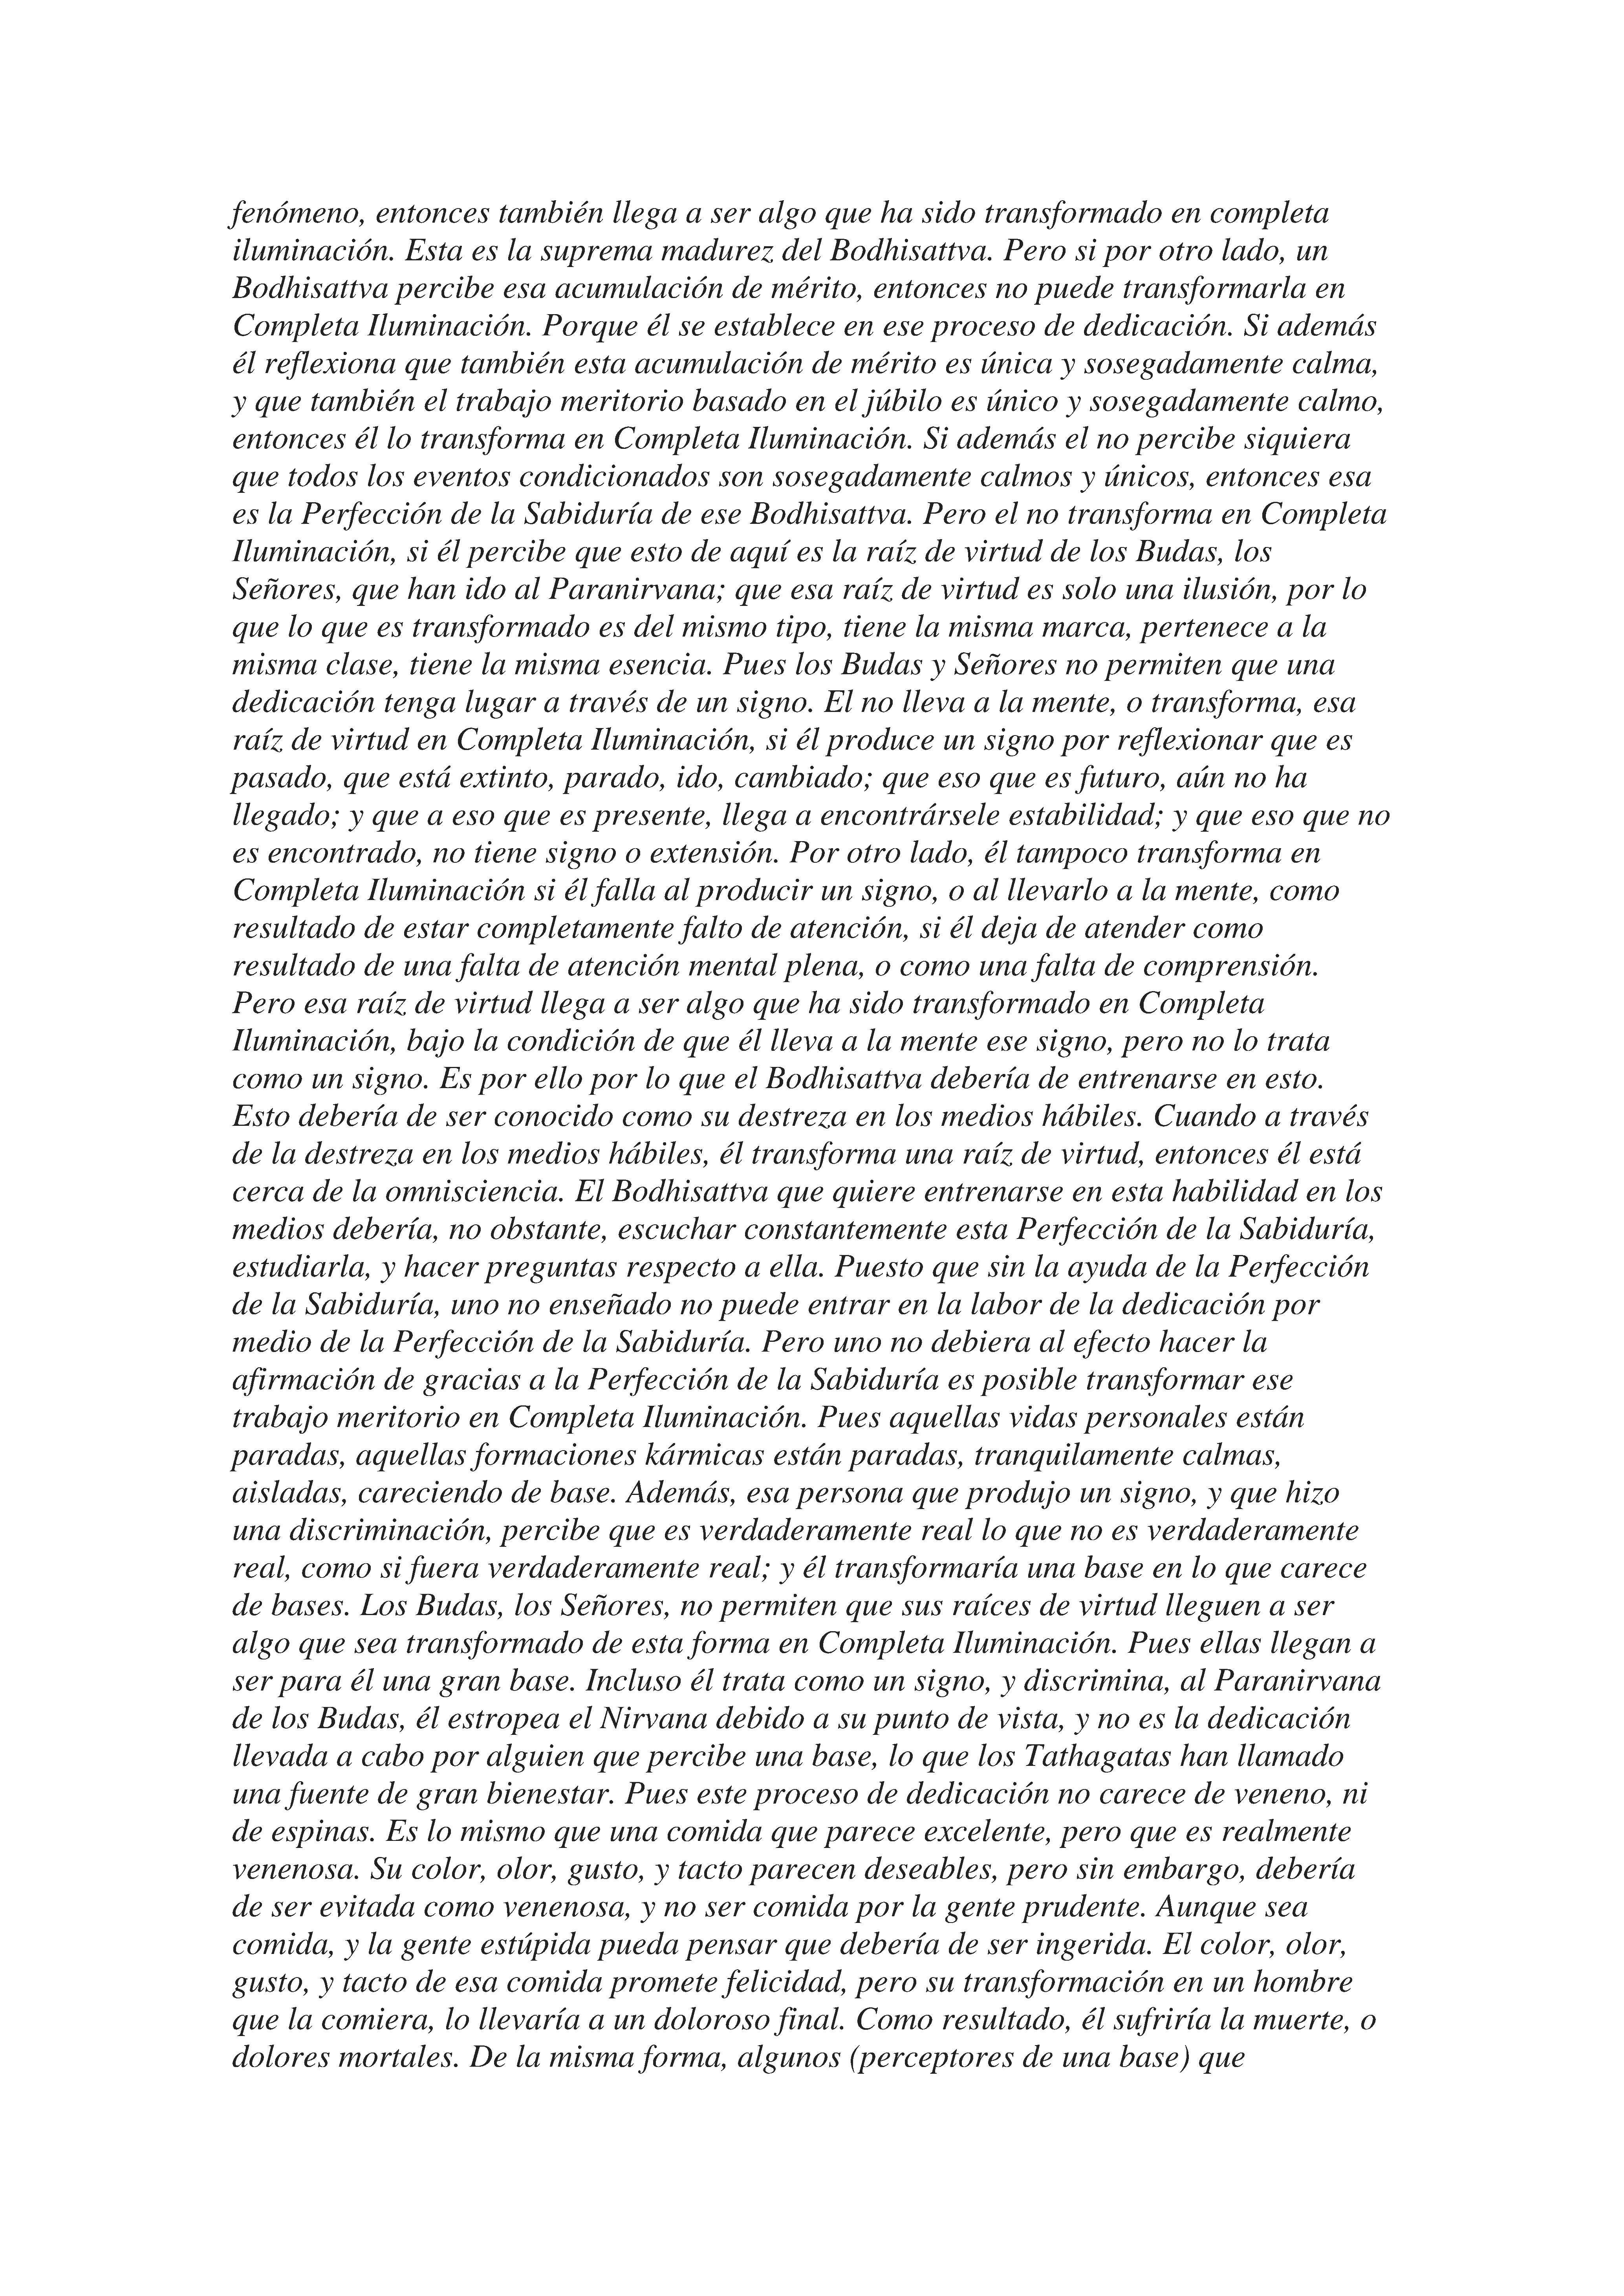 fenómeno, entonces también llega a ser algo que ha sido transformado en completa
iluminación. Esta es la suprema madurez del Bodhisattva. Pero si por otro lado, un
Bodhisattva percibe esa acumulación de mérito, entonces no puede transformarla en
Completa Iluminación. Porque él se establece en ese proceso de dedicación. Si además
él reflexiona que también esta acumulación de mérito es única y sosegadamente calma,
y que también el trabajo meritorio basado en el júbilo es único y sosegadamente calmo,
entonces él lo transforma en Completa Iluminación. Si además el no percibe siquiera
que todos los eventos condicionados son sosegadamente calmos y únicos, entonces esa
es la Perfección de la Sabiduría de ese Bodhisattva. Pero el no transforma en Completa
Iluminación, si él percibe que esto de aquí es la raíz de virtud de los Budas, los
Señores, que han ido al Paranirvana; que esa raíz de virtud es solo una ilusión, por lo
que lo que es transformado es del mismo tipo, tiene la misma marca, pertenece a la
misma clase, tiene la misma esencia. Pues los Budas y Señores no permiten que una
dedicación tenga lugar a través de un signo. El no lleva a la mente, o transforma, esa
raíz de virtud en Completa Iluminación, si él produce un signo por reflexionar que es
pasado, que está extinto, parado, ido, cambiado; que eso que es futuro, aún no ha
llegado; y que a eso que es presente, llega a encontrársele estabilidad; y que eso que no
es encontrado, no tiene signo o extensión. Por otro lado, él tampoco transforma en
Completa Iluminación si él falla al producir un signo, o al llevarlo a la mente, como
resultado de estar completamente falto de atención, si él deja de atender como
resultado de una falta de atención mental plena, o como una falta de comprensión.
Pero esa raíz de virtud llega a ser algo que ha sido transformado en Completa
Iluminación, bajo la condición de que él lleva a la mente ese signo, pero no lo trata
como un signo. Es por ello por lo que el Bodhisattva debería de entrenarse en esto.
Esto debería de ser conocido como su destreza en los medios hábiles. Cuando a través
de la destreza en los medios hábiles, él transforma una raíz de virtud, entonces él está
cerca de la omnisciencia. El Bodhisattva que quiere entrenarse en esta habilidad en los
medios debería, no obstante, escuchar constantemente esta Perfección de la Sabiduría,
estudiarla, y hacer preguntas respecto a ella. Puesto que sin la ayuda de la Perfección
de la Sabiduría, uno no enseñado no puede entrar en la labor de la dedicación por
medio de la Perfección de la Sabiduría. Pero uno no debiera al efecto hacer la
afirmación de gracias a la Perfección de la Sabiduría es posible transformar ese
trabajo meritorio en Completa Iluminación. Pues aquellas vidas personales están
paradas, aquellas formaciones kármicas están paradas, tranquilamente calmas,
aisladas, careciendo de base. Además, esa persona que produjo un signo, y que hizo
una discriminación, percibe que es verdaderamente real lo que no es verdaderamente
real, como si fuera verdaderamente real; y él transformaría una base en lo que carece
de bases. Los Budas, los Señores, no permiten que sus raíces de virtud lleguen a ser
algo que sea transformado de esta forma en Completa Iluminación. Pues ellas llegan a
ser para él una gran base. Incluso él trata como un signo, y discrimina, al Paranirvana
de los Budas, él estropea el Nirvana debido a su punto de vista, y no es la dedicación
llevada a cabo por alguien que percibe una base, lo que los Tathagatas han llamado
una fuente de gran bienestar. Pues este proceso de dedicación no carece de veneno, ni
de espinas. Es lo mismo que una comida que parece excelente, pero que es realmente
venenosa. Su color, olor, gusto, y tacto parecen deseables, pero sin embargo, debería
de ser evitada como venenosa, y no ser comida por la gente prudente. Aunque sea
comida, y la gente estúpida pueda pensar que debería de ser ingerida. El color, olor,
gusto, y tacto de esa comida promete felicidad, pero su transformación en un hombre
que la comiera, lo llevaría a un doloroso final. Como resultado, él sufriría la muerte, o
dolores mortales. De la misma forma, algunos (perceptores de una base) que